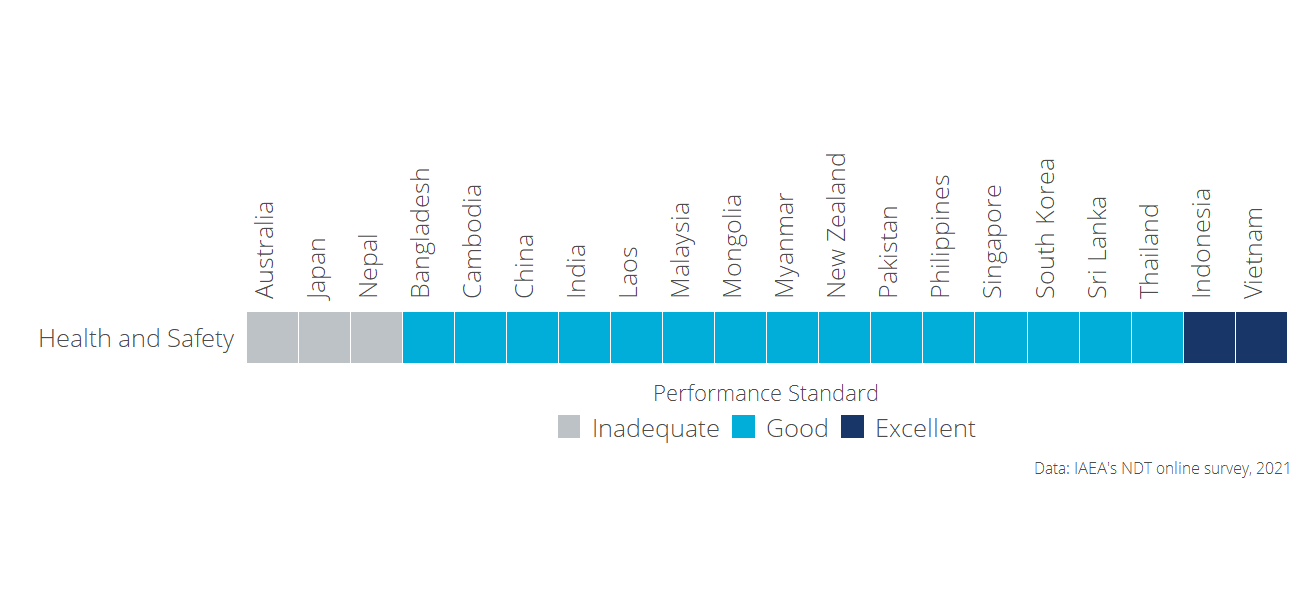 Australia
Japan
Nepal
Bangladesh
Cambodia
China
India
Laos
Malaysia
Mongolia
Myanmar
New Zealand
Pakistan
Philippines
Singapore
South Korea
Sri Lanka
Thailand
Indonesia
Vietnam
Health and Safety
Performance Standard
Inadequate Good Excellent
Data: IAEA's NDT online survey, 2021